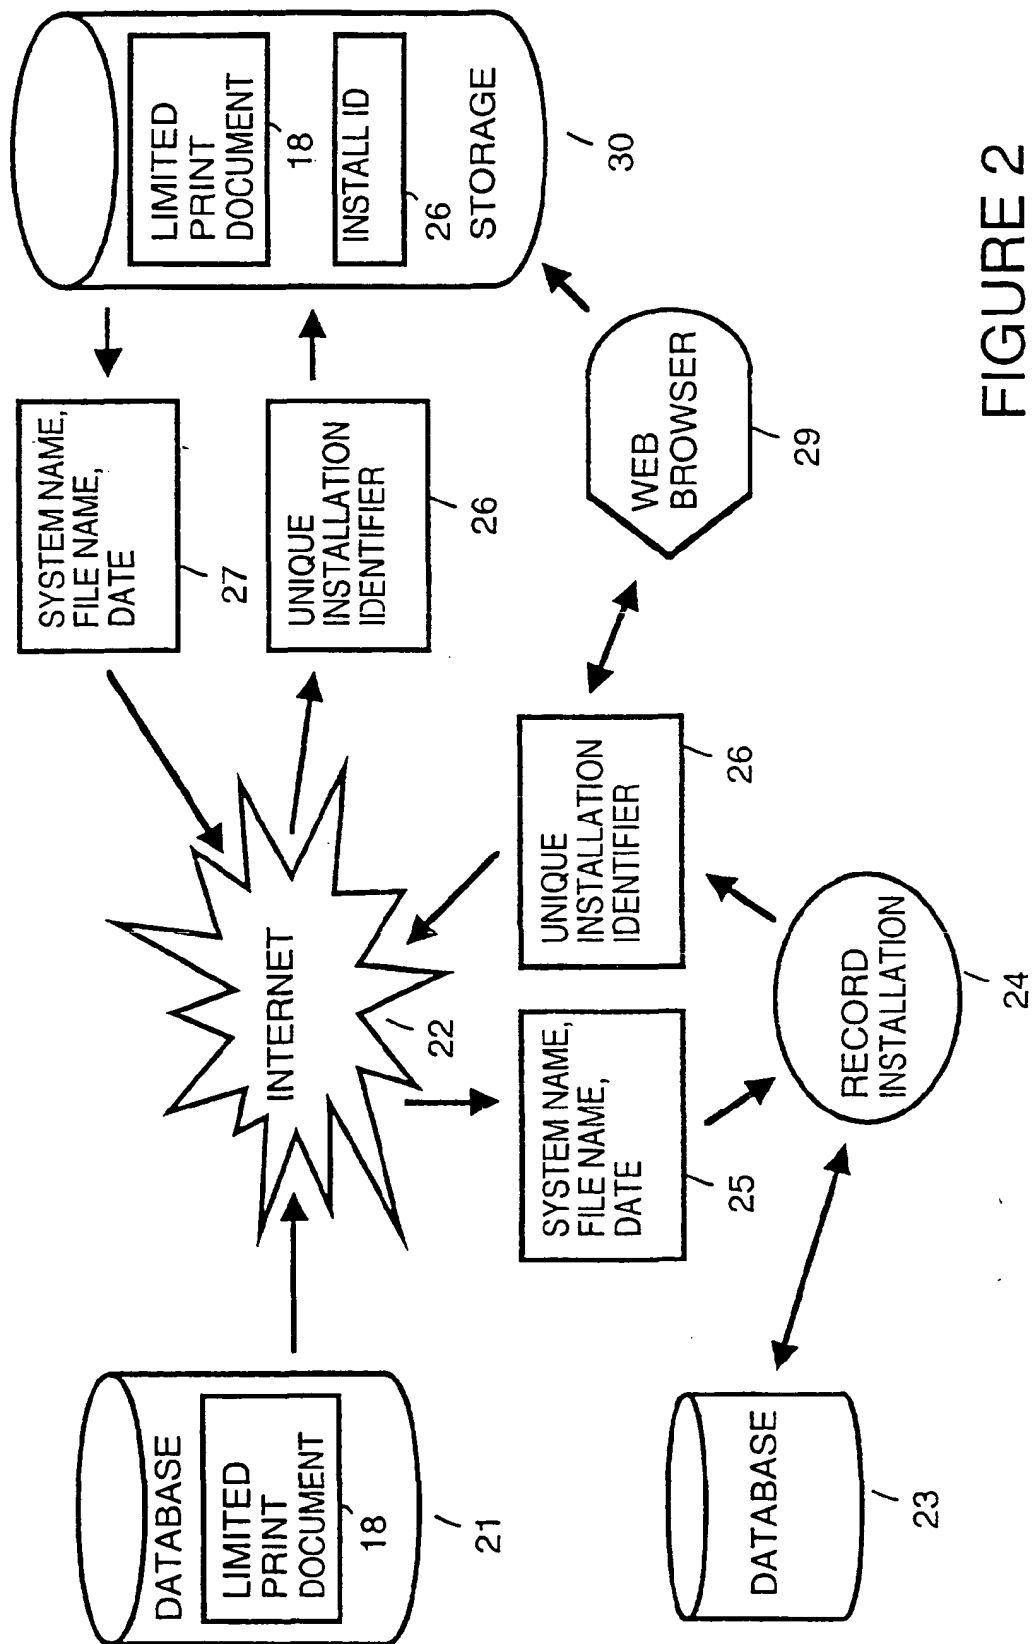 DATABASE
LIMITED
PRINT
DOCUMENT
18
21
INTERNET
22
SYSTEM NAME,
FILE NAME,
DATE
27
UNIQUE
INSTALLATION
IDENTIFIER
26
LIMITED
PRINT
DOCUMENT
18
INSTALL ID
26
STORAGE
30
DATABASE
23
SYSTEM NAME,
FILE NAME,
DATE
25
UNIQUE
INSTALLATION
IDENTIFIER
26
RECORD
INSTALLATION
24
WEB
BROWSER
29
FIGURE 2